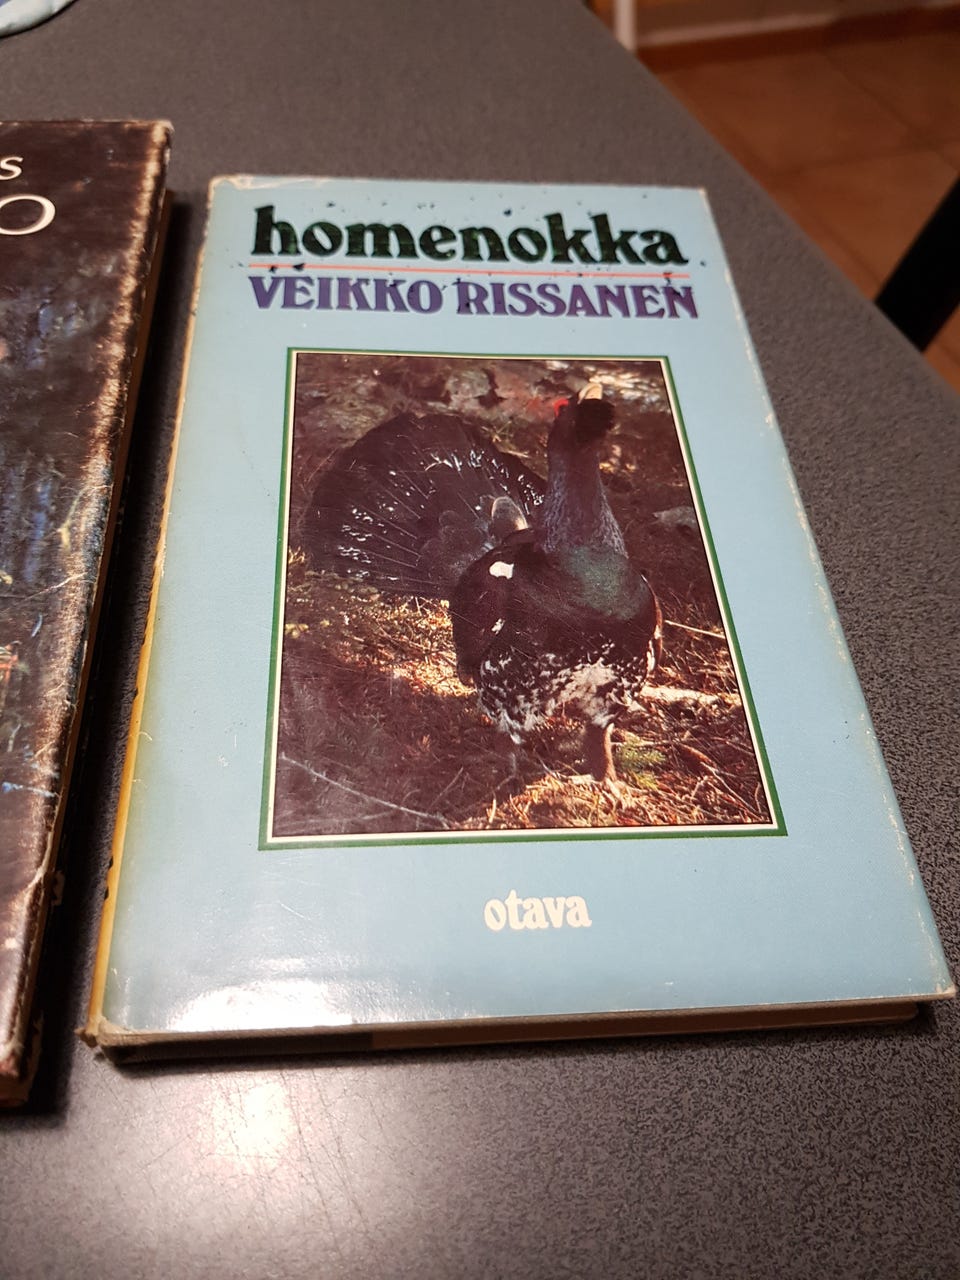 s
O
homenokka
VEIKKO RISSANEN
otava